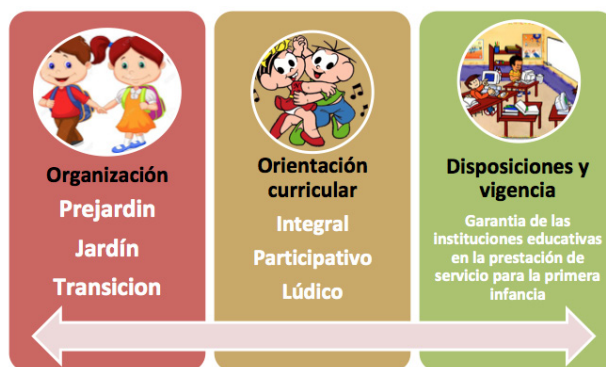 Organización
Prejardin
Jardín
Transicion
Orientación
curricular
Integral
Participativo
Lúdico
Disposiciones y
vigencia
Garantia de las
instituciones educativas
en la prestación de
servicio para la primera
infancia